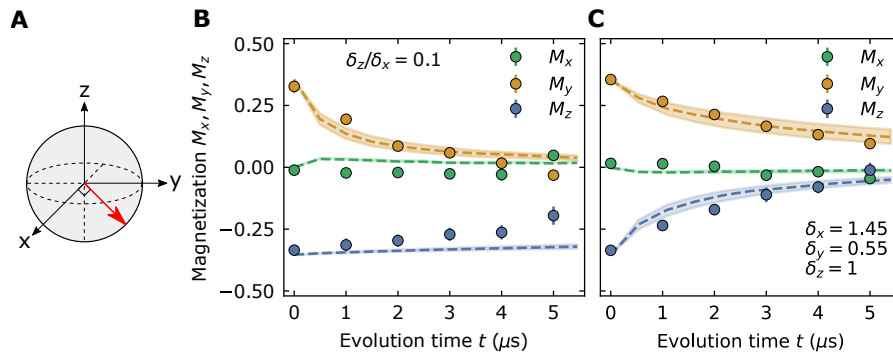 A
z
y
x
B
Magnetization Mx, My, Mz
0.50
0.25
0.00
−0.25
−0.50
δz/δx = 0.1
Mx
My
Mz
0 1 2 3 4 5
Evolution time t (μs)
C
Mx
My
Mz
δx = 1.45
δy = 0.55
δz = 1
0 1 2 3 4 5
Evolution time t (μs)